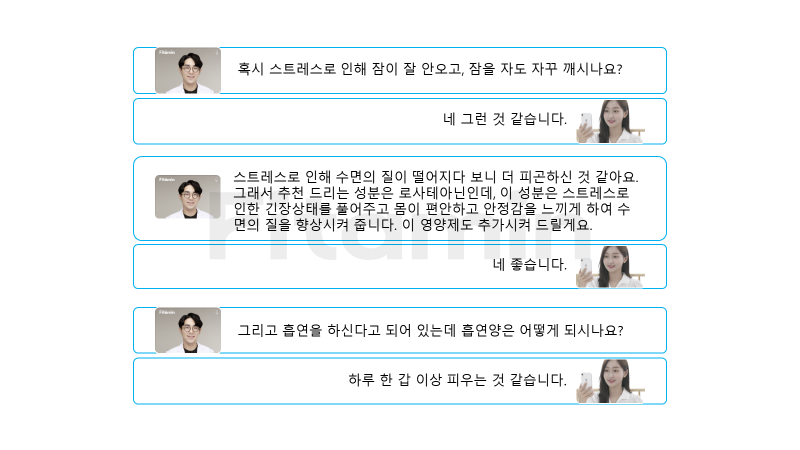 Fitamin
혹시 스트레스로 인해 잠이 잘 안오고, 잠을 자도 자꾸 깨시나요?
네 그런 것 같습니다.
Fitamin
스트레스로 인해 수면의 질이 떨어지다 보니 더 피곤하신 것 같아요.
그래서 추천 드리는 성분은 로사테아닌인데, 이 성분은 스트레스로
인한 긴장상태를 풀어주고 몸이 편안하고 안정감을 느끼게 하여 수
면의 질을 향상시켜 줍니다. 이 영양제도 추가시켜 드릴게요.
Fitamin
네 좋습니다.
Fitamin
그리고 흡연을 하신다고 되어 있는데 흡연양은 어떻게 되시나요?
하루 한 갑 이상 피우는 것 같습니다.